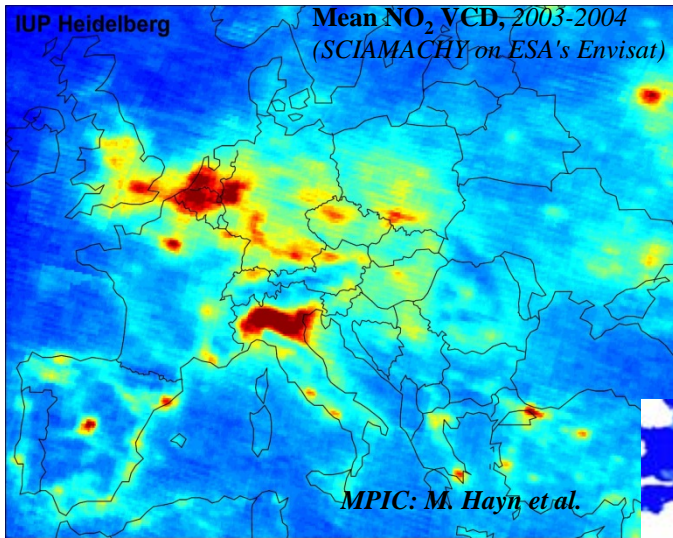 IUP Heidelberg
Mean NO₂ VCD, 2003-2004
(SCIAMACHY on ESA's Envisat)
MPIC: M. Hayn et al.